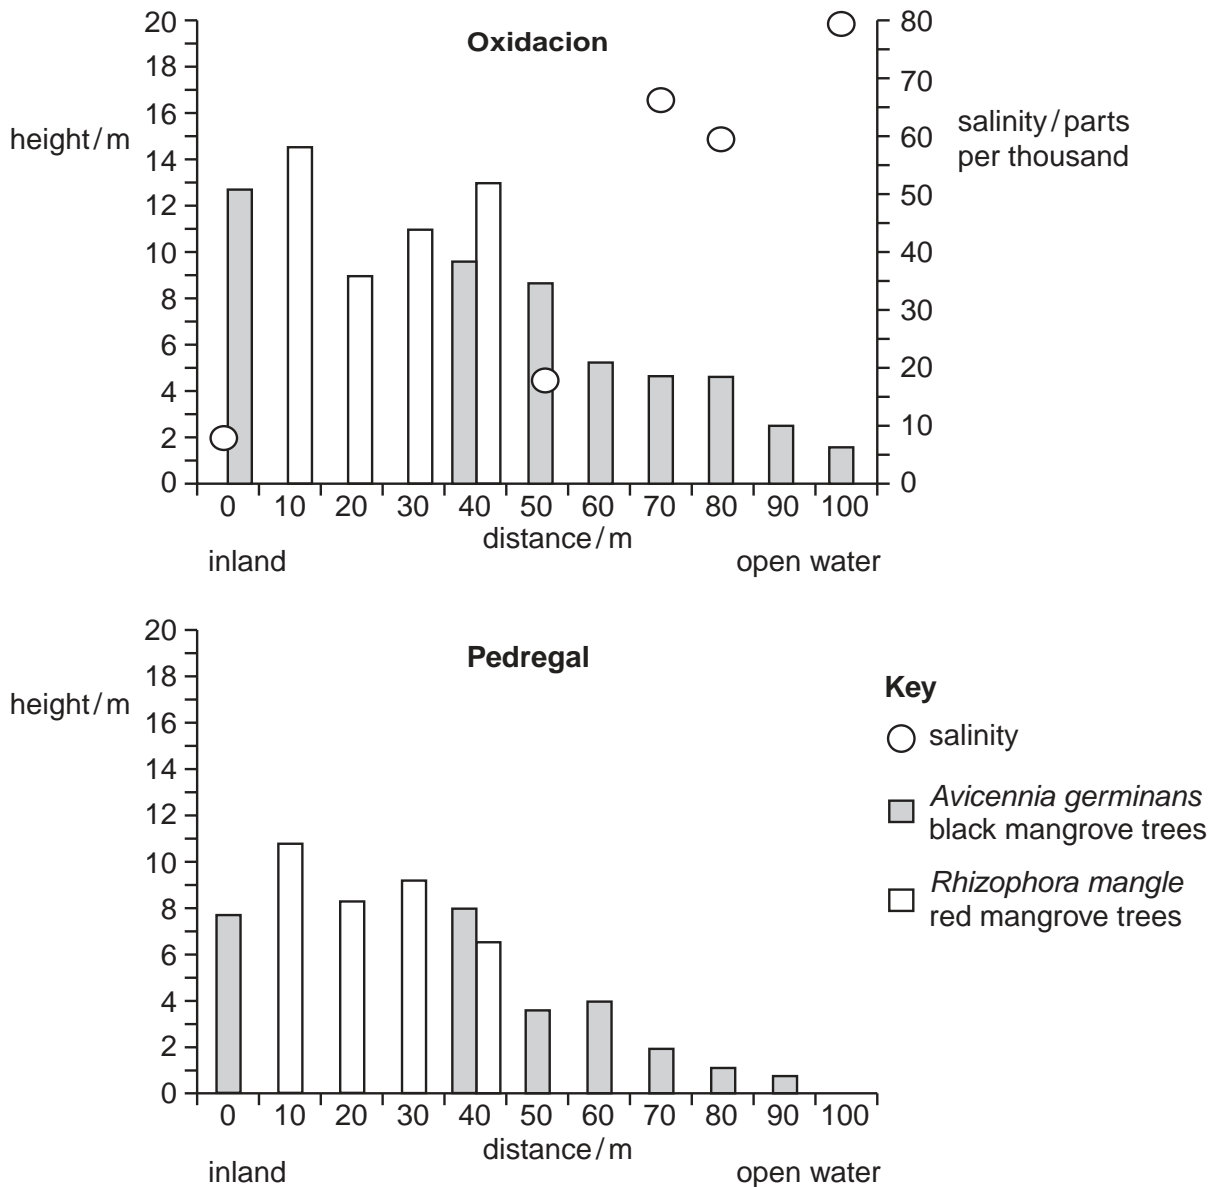 Oxidacion
height/m
20
18
16
14
12
10
8
6
4
2
0
80
70
60
50
40
30
20
10
0
salinity/parts
per thousand
0 10 20 30 40 50 60 70 80 90 100
distance/m
inland open water
Pedregal
height/m
20
18
16
14
12
10
8
6
4
2
0
0 10 20 30 40 50 60 70 80 90 100
distance/m
inland open water
Key
salinity
Avicennia germinans
black mangrove trees
Rhizophora mangle
red mangrove trees